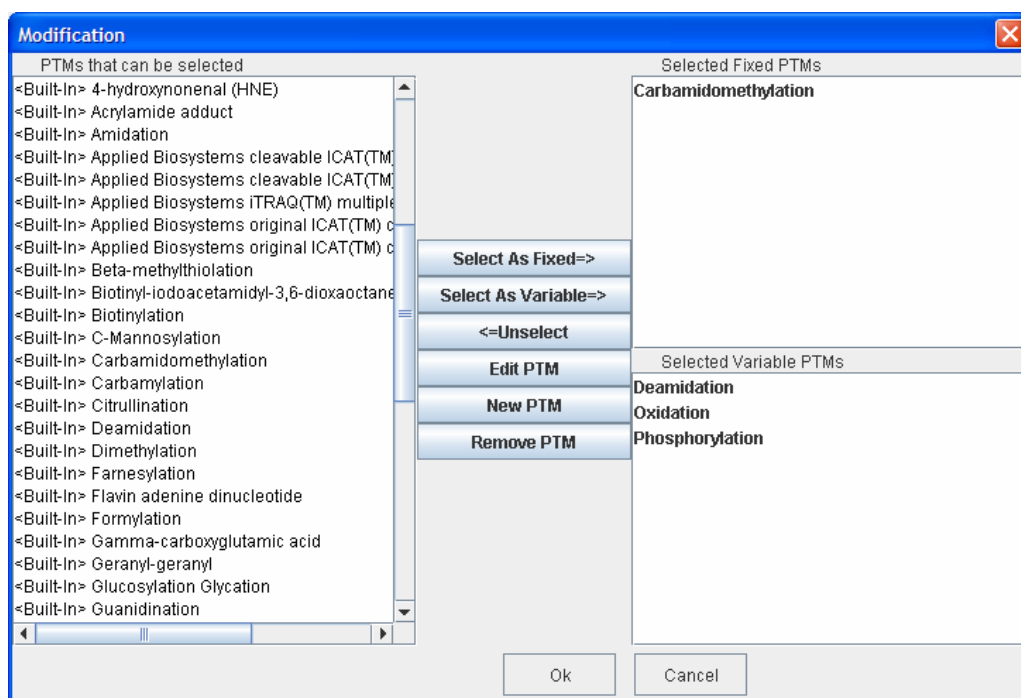 Modification
PTMs that can be selected
<Built-In> 4-hydroxynonenal (HNE)
<Built-In> Acrylamide adduct
<Built-In> Amidation
<Built-In> Applied Biosystems cleavable ICAT(TM)
<Built-In> Applied Biosystems cleavable ICAT(TM)
<Built-In> Applied Biosystems iTRAQ(TM) multiple
<Built-In> Applied Biosystems original ICAT(TM) c
<Built-In> Applied Biosystems original ICAT(TM) c
<Built-In> Beta-methylthiolation
<Built-In> Biotinyl-iodoacetamidyl-3,6-dioxaoctane
<Built-In> Biotinylation
<Built-In> C-Mannosylation
<Built-In> Carbamidomethylation
<Built-In> Carbamylation
<Built-In> Citrullination
<Built-In> Deamidation
<Built-In> Dimethylation
<Built-In> Farnesylation
<Built-In> Flavin adenine dinucleotide
<Built-In> Formylation
<Built-In> Gamma-carboxyglutamic acid
<Built-In> Geranyl-geranyl
<Built-In> Glucosylation Glycation
<Built-In> Guanidination
Select As Fixed=>
Select As Variable=>
<=Unselect
Edit PTM
New PTM
Remove PTM
Selected Fixed PTMs
Carbamidomethylation
Selected Variable PTMs
Deamidation
Oxidation
Phosphorylation
Ok
Cancel